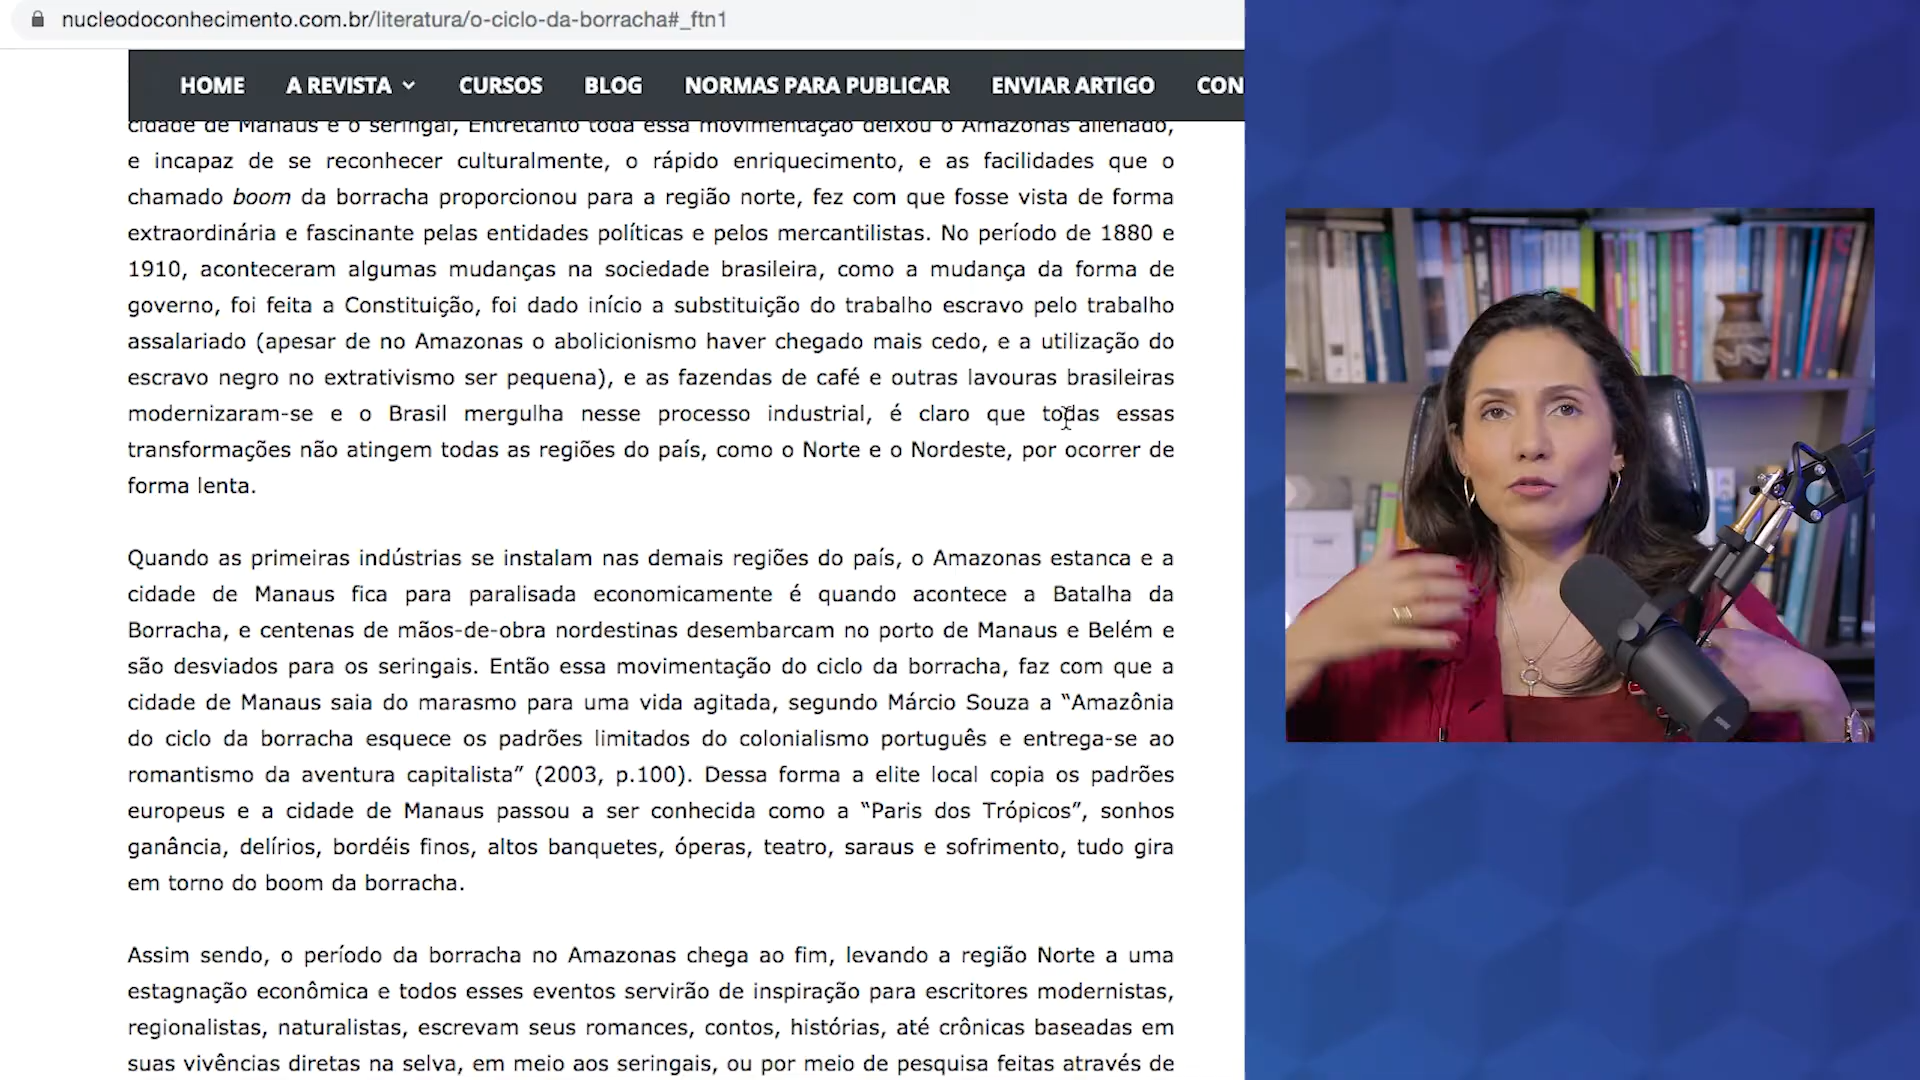 nucleodoconhecimento.com.br/literatura/o-ciclo-da-borracha#_ftn1
HOME A REVISTA CURSOS BLOG NORMAS PARA PUBLICAR ENVIAR ARTIGO CON
cidade de Manaus e o seringal, Entretanto toda essa movimentação deixou o Amazonas alienado,
e incapaz de se reconhecer culturalmente, o rápido enriquecimento, e as facilidades que o
chamado boom da borracha proporcionou para a região norte, fez com que fosse vista de forma
extraordinária e fascinante pelas entidades políticas e pelos mercantilistas. No período de 1880 e
1910, aconteceram algumas mudanças na sociedade brasileira, como a mudança da forma de
governo, foi feita a Constituição, foi dado início a substituição do trabalho escravo pelo trabalho
assalariado (apesar de no Amazonas o abolicionismo haver chegado mais cedo, e a utilização do
escravo negro no extrativismo ser pequena), e as fazendas de café e outras lavouras brasileiras
modernizaram-se e o Brasil mergulha nesse processo industrial, é claro que todas essas
transformações não atingem todas as regiões do país, como o Norte e o Nordeste, por ocorrer de
forma lenta.
Quando as primeiras indústrias se instalam nas demais regiões do país, o Amazonas estanca e a
cidade de Manaus fica para paralisada economicamente é quando acontece a Batalha da
Borracha, e centenas de mãos-de-obra nordestinas desembarcam no porto de Manaus e Belém e
são desviados para os seringais. Então essa movimentação do ciclo da borracha, faz com que a
cidade de Manaus saia do marasmo para uma vida agitada, segundo Márcio Souza a “Amazônia
do ciclo da borracha esquece os padrões limitados do colonialismo português e entrega-se ao
romantismo da aventura capitalista” (2003, p.100). Dessa forma a elite local copia os padrões
europeus e a cidade de Manaus passou a ser conhecida como a “Paris dos Trópicos”, sonhos
ganância, delírios, bordéis finos, altos banquetes, óperas, teatro, saraus e sofrimento, tudo gira
em torno do boom da borracha.
Assim sendo, o período da borracha no Amazonas chega ao fim, levando a região Norte a uma
estagnação econômica e todos esses eventos servirão de inspiração para escritores modernistas,
regionalistas, naturalistas, escrevam seus romances, contos, histórias, até crônicas baseadas em
suas vivências diretas na selva, em meio aos seringais, ou por meio de pesquisa feitas através de